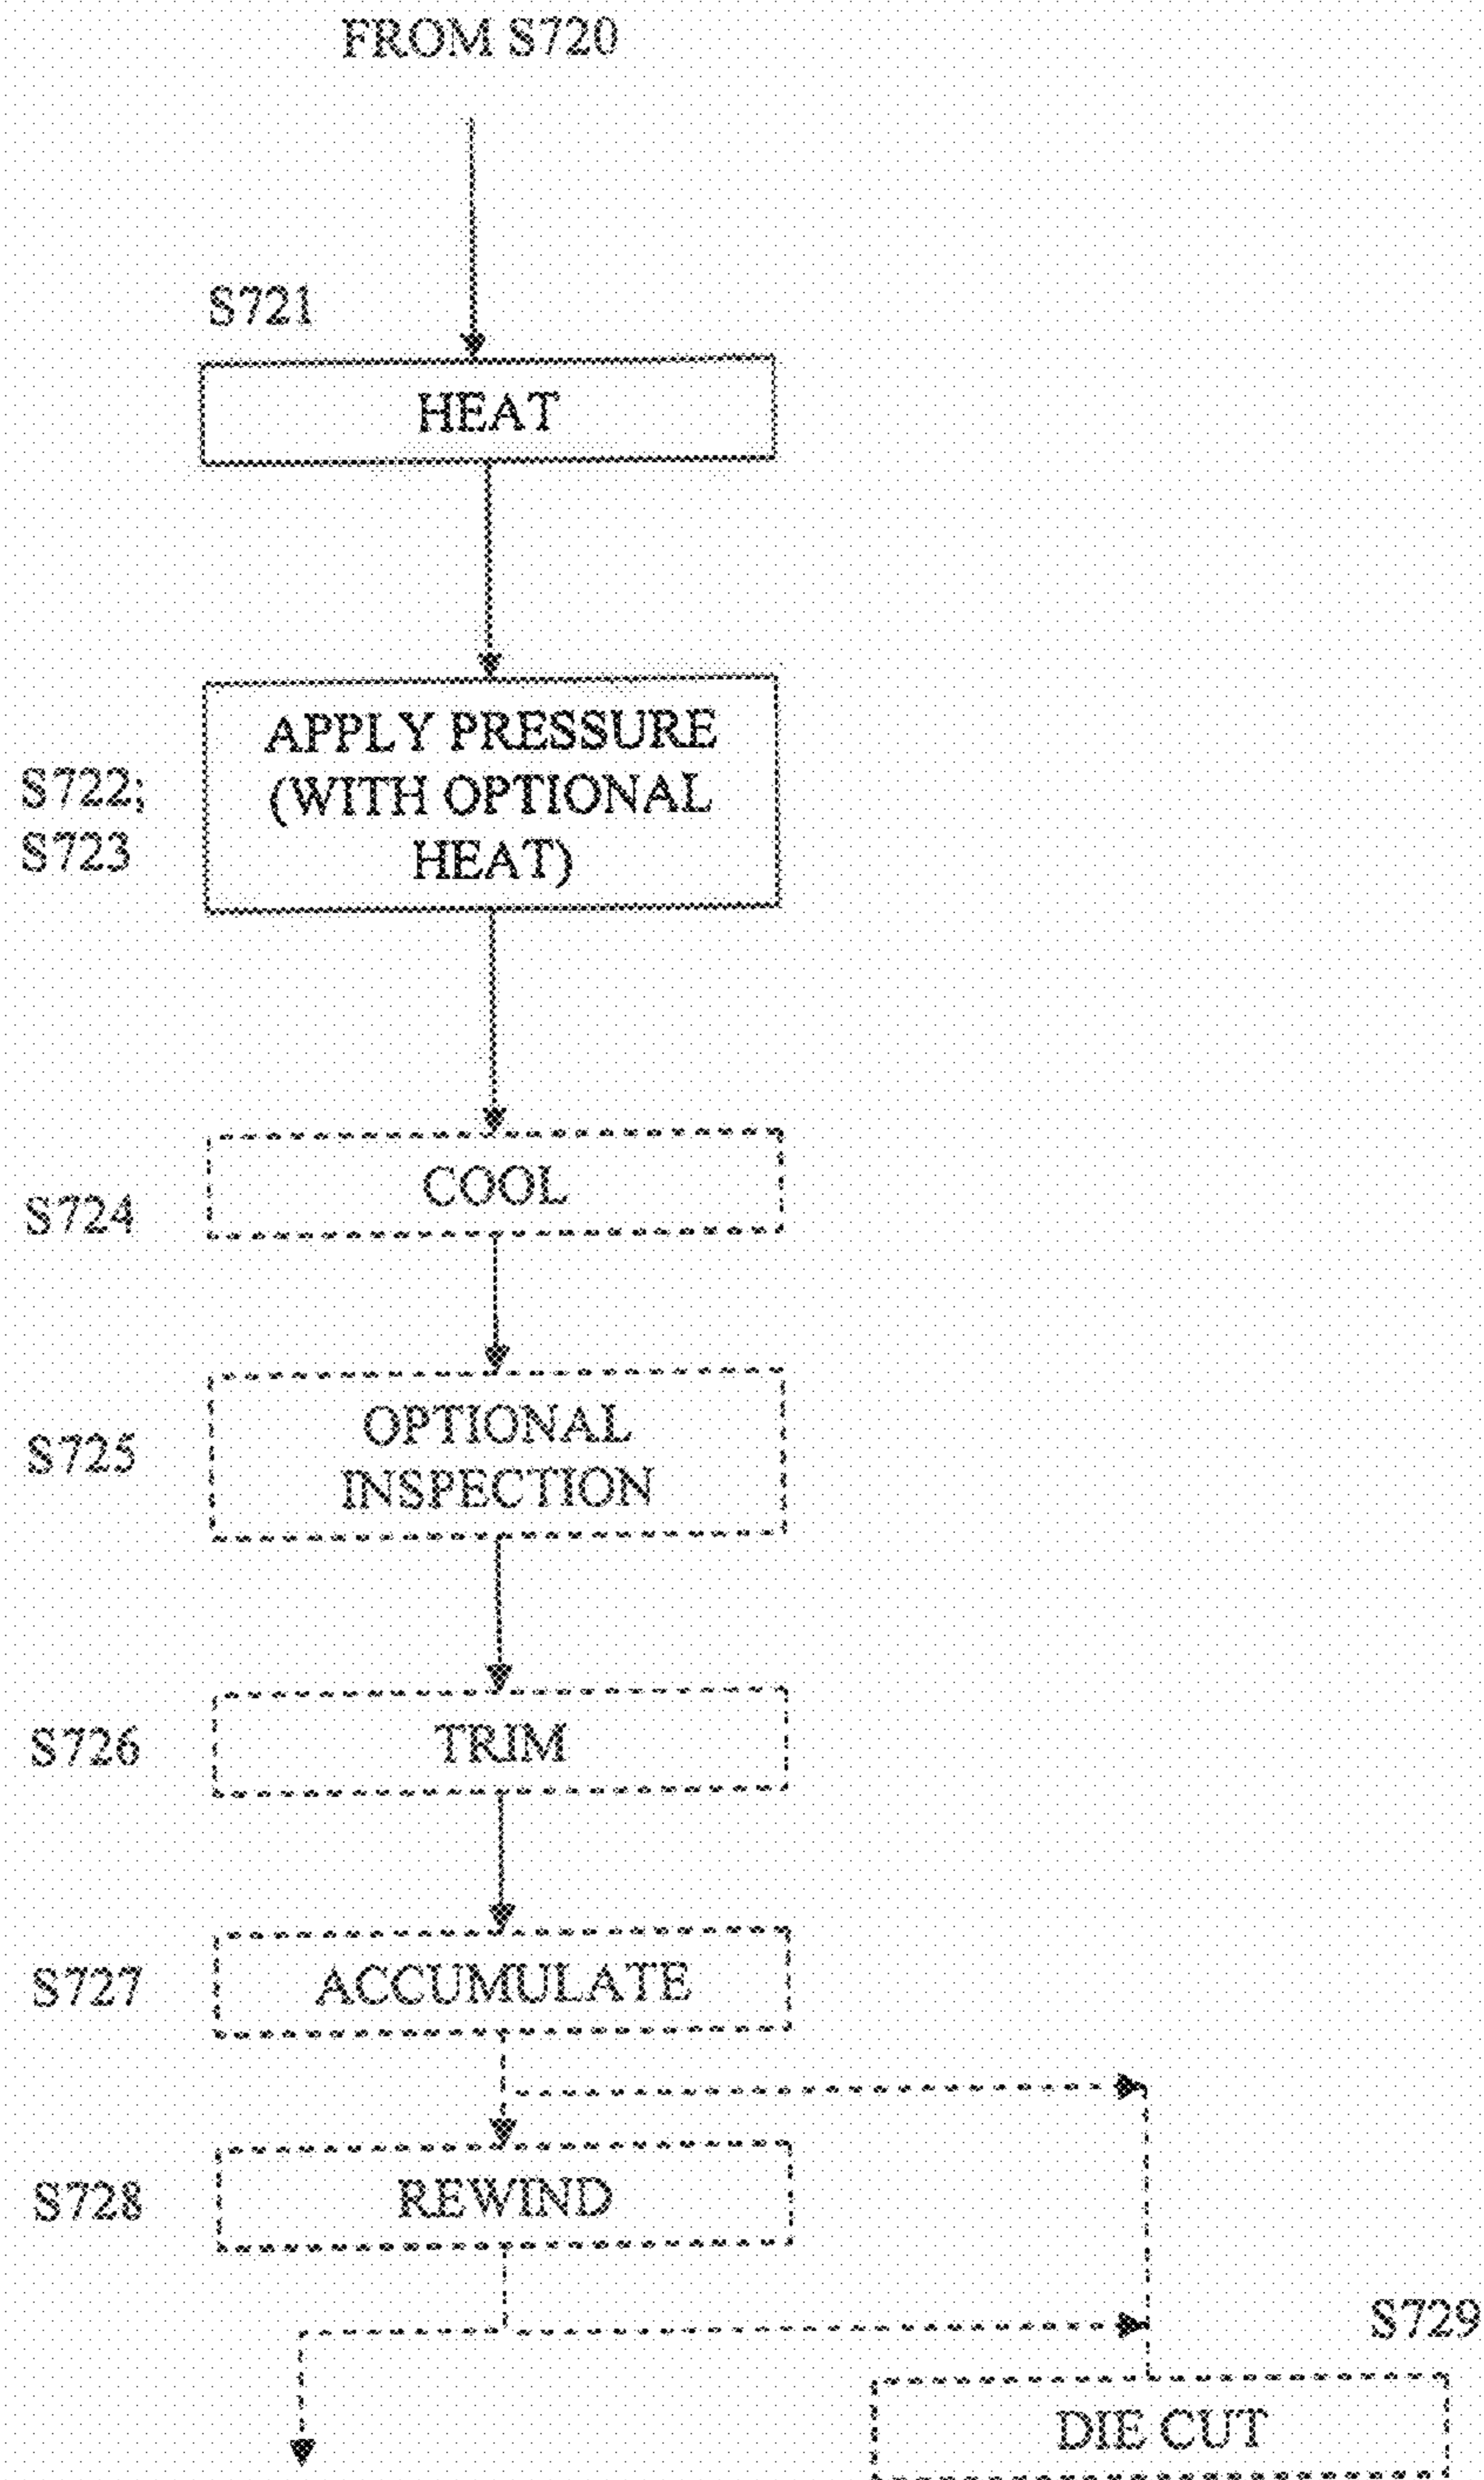 FROM S720
S721
HEAT
APPLY PRESSURE
(WITH OPTIONAL
HEAT)
S722;
S723
COOL
S724
OPTIONAL
INSPECTION
S725
TRIM
S726
ACCUMULATE
S727
REWIND
S728
S729
DIE CUT